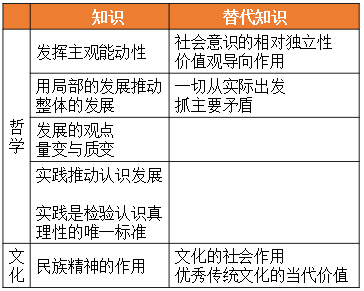 知识 替代知识
哲学
发挥主观能动性
社会意识的相对独立性
价值观导向作用
用局部的发展推动
整体的发展
一切从实际出发
抓主要矛盾
发展的观点
量变与质变
实践推动认识发展
实践是检验认识真
理性的唯一标准
文化
民族精神的作用
文化的社会作用
优秀传统文化的当代价值